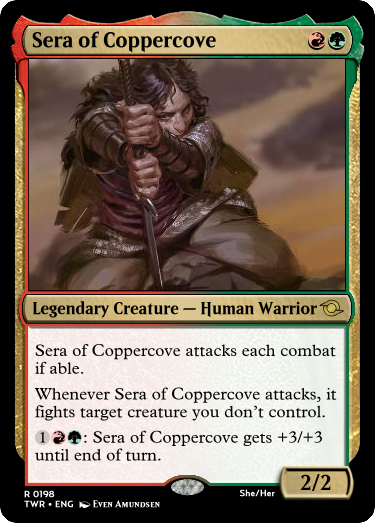 Sera of Coppercove
Legendary Creature — Human Warrior
Sera of Coppercove attacks each combat
if able.
Whenever Sera of Coppercove attacks, it
fights target creature you don't control.
1: Sera of Coppercove gets +3/+3
until end of turn.
2/2
R 0198
She/Her
TWR • ENG Even Amundsen